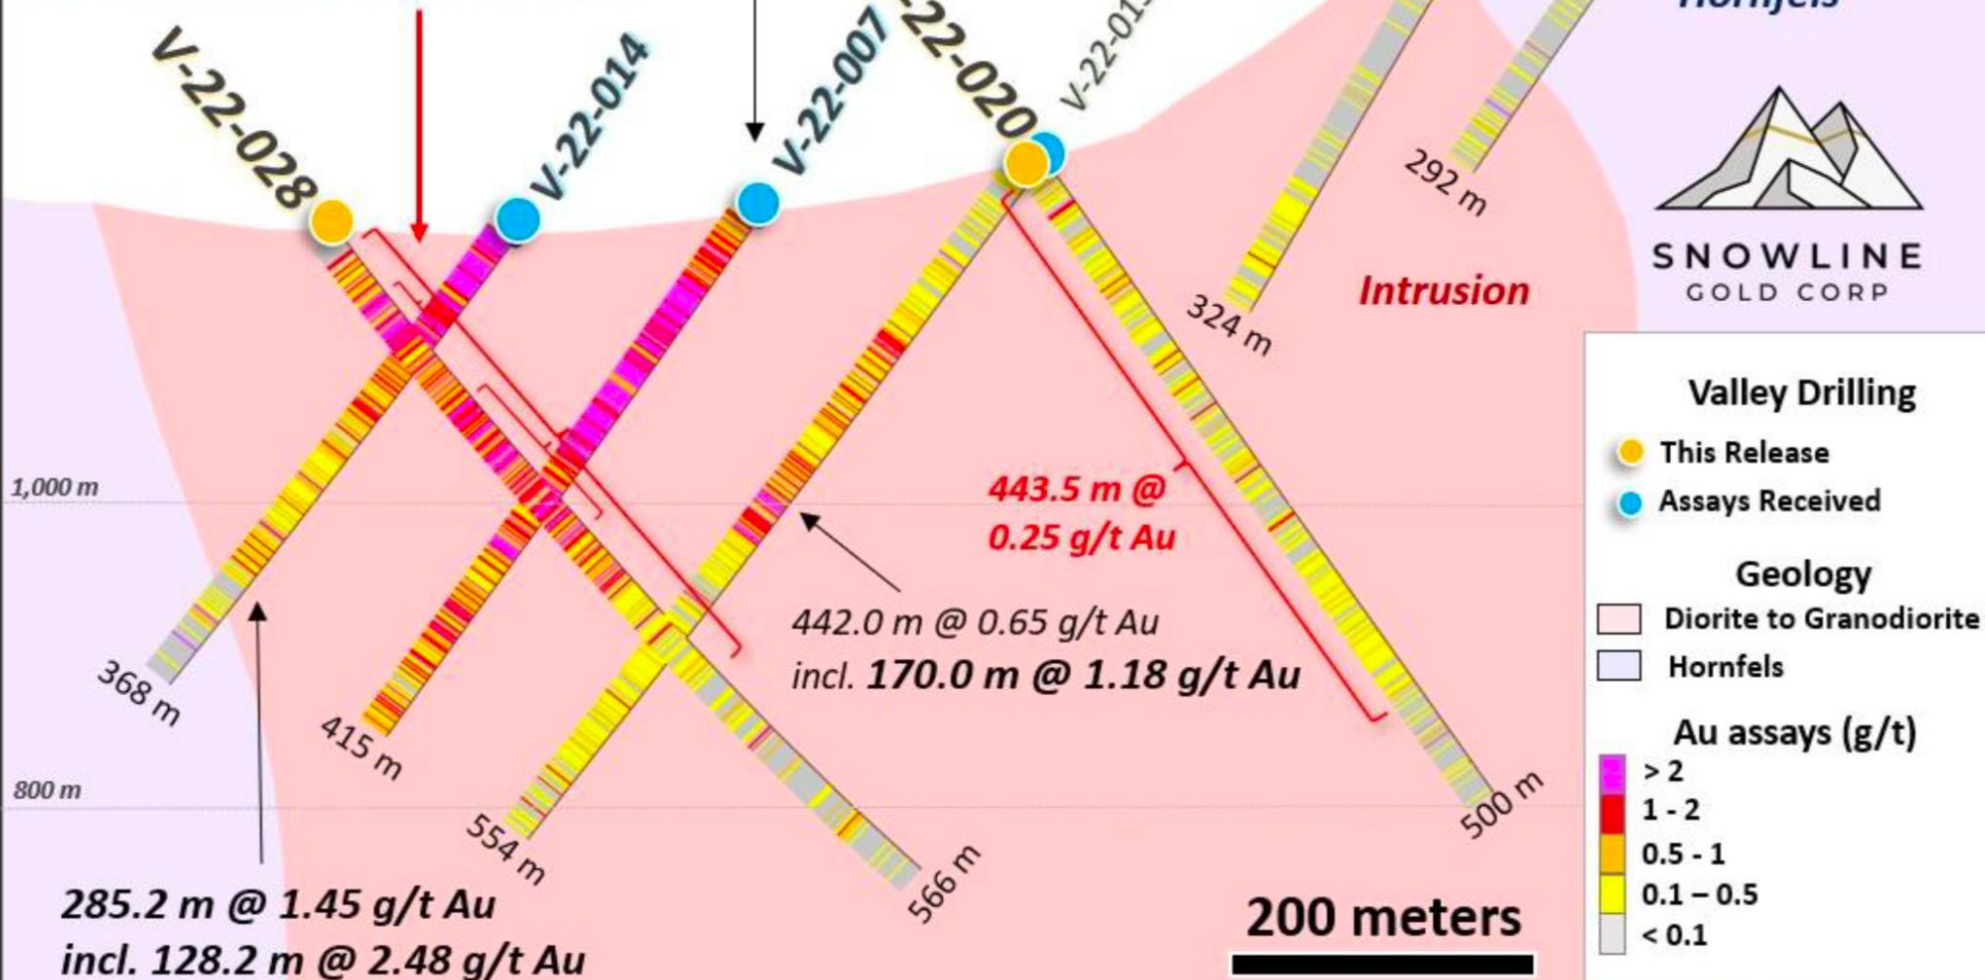 Hornfels
V-22-028
V-22-014
V-22-007
22-020
V-22-01
292 m
SNOWLINE
GOLD CORP
324 m
Intrusion
Valley Drilling
This Release
Assays Received
1,000 m
443.5 m @
0.25 g/t Au
Geology
Diorite to Granodiorite
Hornfels
442.0 m @ 0.65 g/t Au
incl. 170.0 m @ 1.18 g/t Au
368 m
415 m
Au assays (g/t)
> 2
1 - 2
0.5 - 1
0.1 – 0.5
< 0.1
800 m
554 m
566 m
500 m
285.2 m @ 1.45 g/t Au
incl. 128.2 m @ 2.48 g/t Au
200 meters